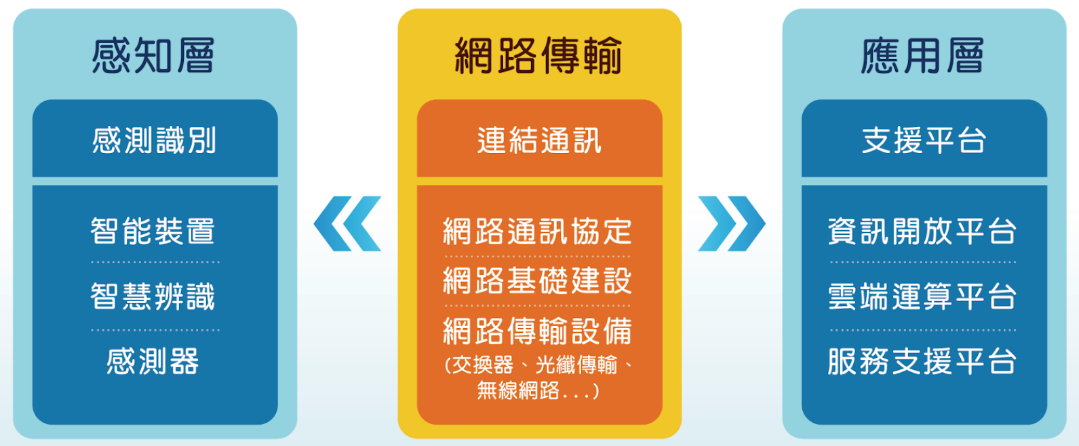 感知層
感測識別
智能裝置
智慧辨識
感測器
網路傳輸
連結通訊
網路通訊協定
網路基礎建設
網路傳輸設備
(交換器、光纖傳輸、
無線網路...)
應用層
支援平台
資訊開放平台
雲端運算平台
服務支援平台